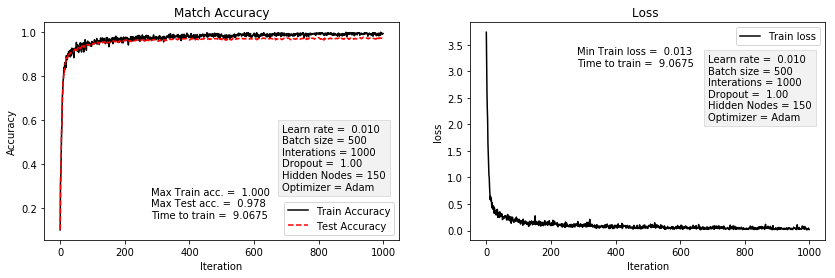 Match Accuracy
1.0
0.8
0.6
0.4
0.2
Accuracy
0
200
400
600
800
1000
Iteration
Learn rate =  0.010
Batch size = 500
Interations = 1000
Dropout =  1.00
Hidden Nodes = 150
Optimizer = Adam
Max Train acc. =  1.000
Max Test acc. =  0.978
Time to train =  9.0675
Train Accuracy
Test Accuracy
Loss
3.5
3.0
2.5
2.0
1.5
1.0
0.5
0.0
loss
0
200
400
600
800
1000
Iteration
Min Train loss =  0.013
Time to train =  9.0675
Train loss
Learn rate =  0.010
Batch size = 500
Interations = 1000
Dropout =  1.00
Hidden Nodes = 150
Optimizer = Adam